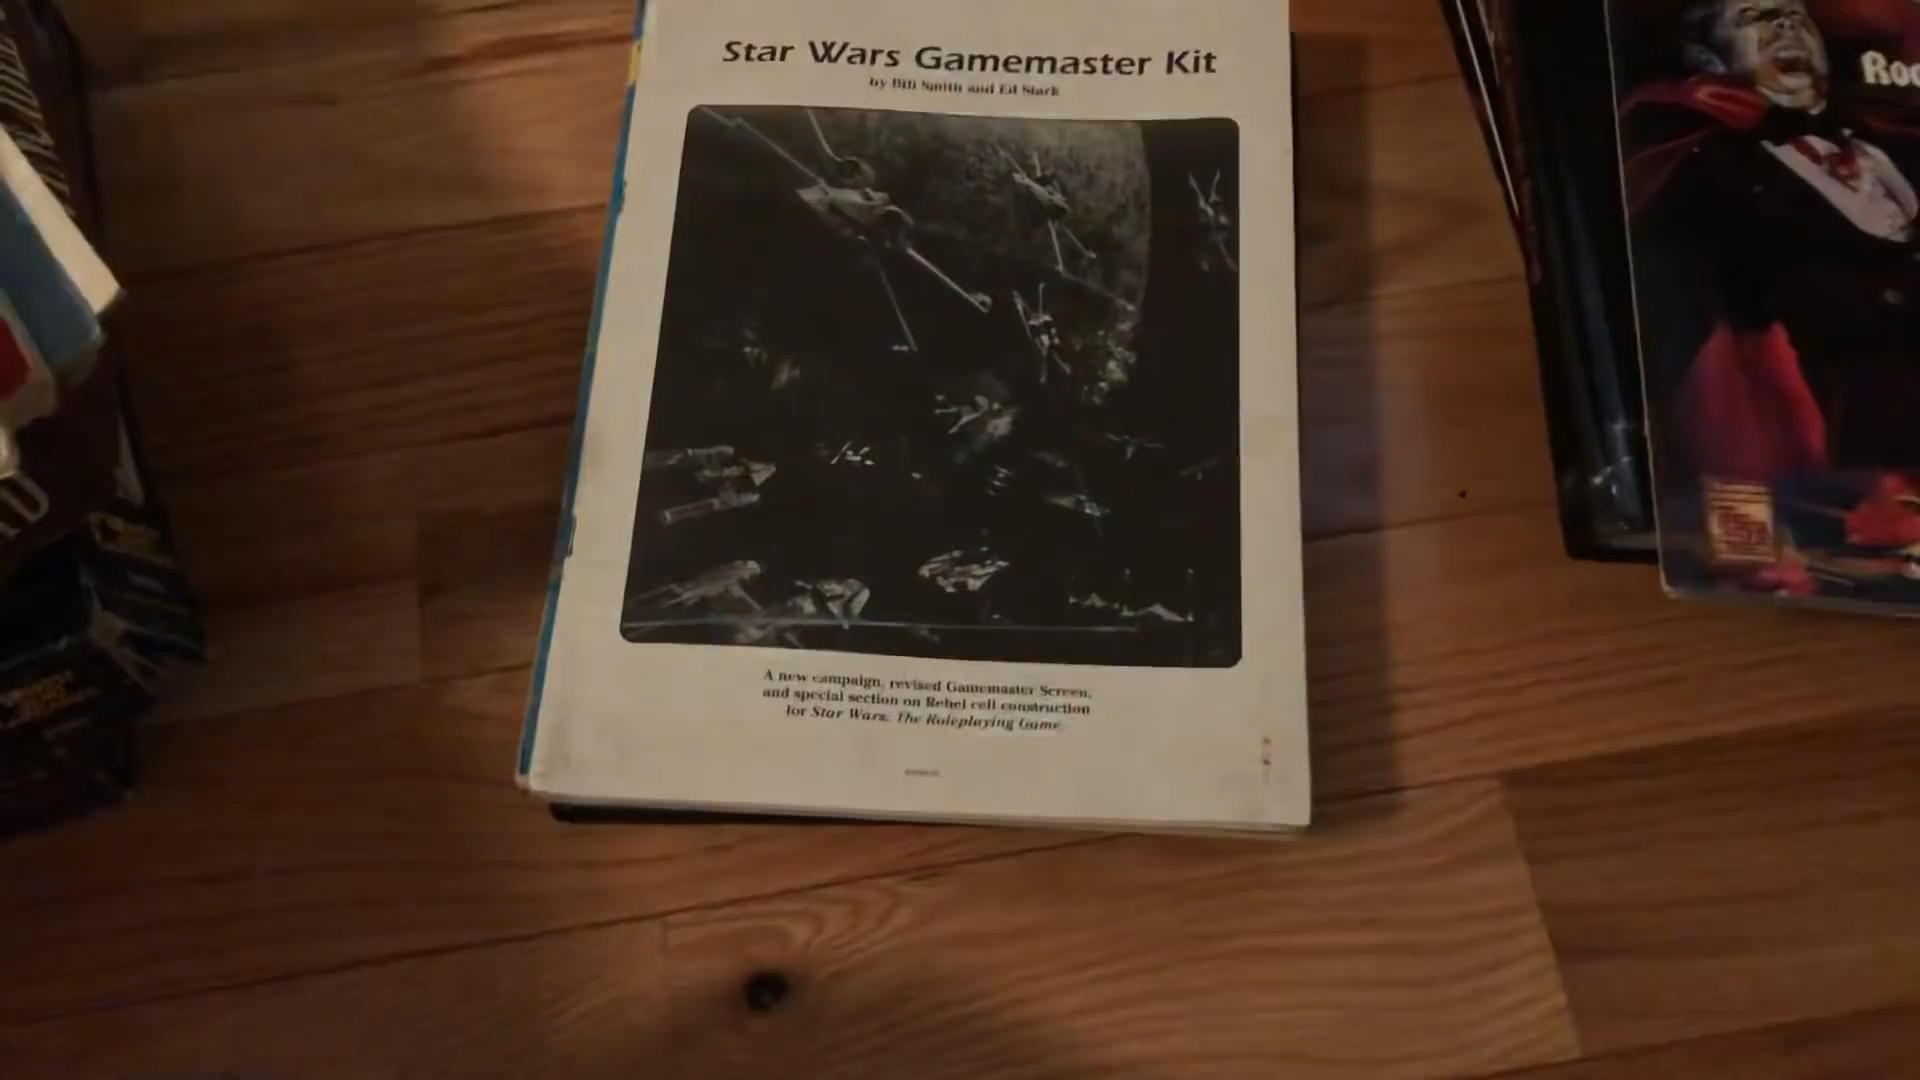 Star Wars Gamemaster Kit
by Bill Smith and Ed Stark
A new campaign, revised Gamemaster Screen,
and special section on Rebel cell construction
for Star Wars: The Roleplaying Game
Roc